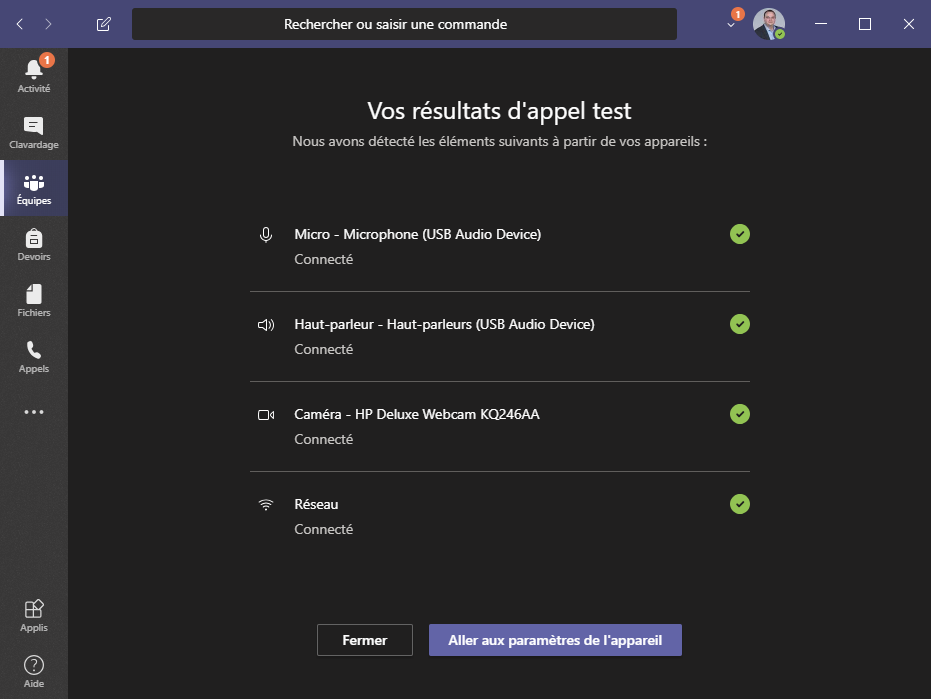 Rechercher ou saisir une commande
1
1
Activité
Clavardage
Équipes
Devoirs
Fichiers
Appels
Applis
Aide
Vos résultats d'appel test
Nous avons détecté les éléments suivants à partir de vos appareils :
Micro - Microphone (USB Audio Device)
Connecté
Haut-parleur - Haut-parleurs (USB Audio Device)
Connecté
Caméra - HP Deluxe Webcam KQ246AA
Connecté
Réseau
Connecté
Fermer
Aller aux paramètres de l'appareil